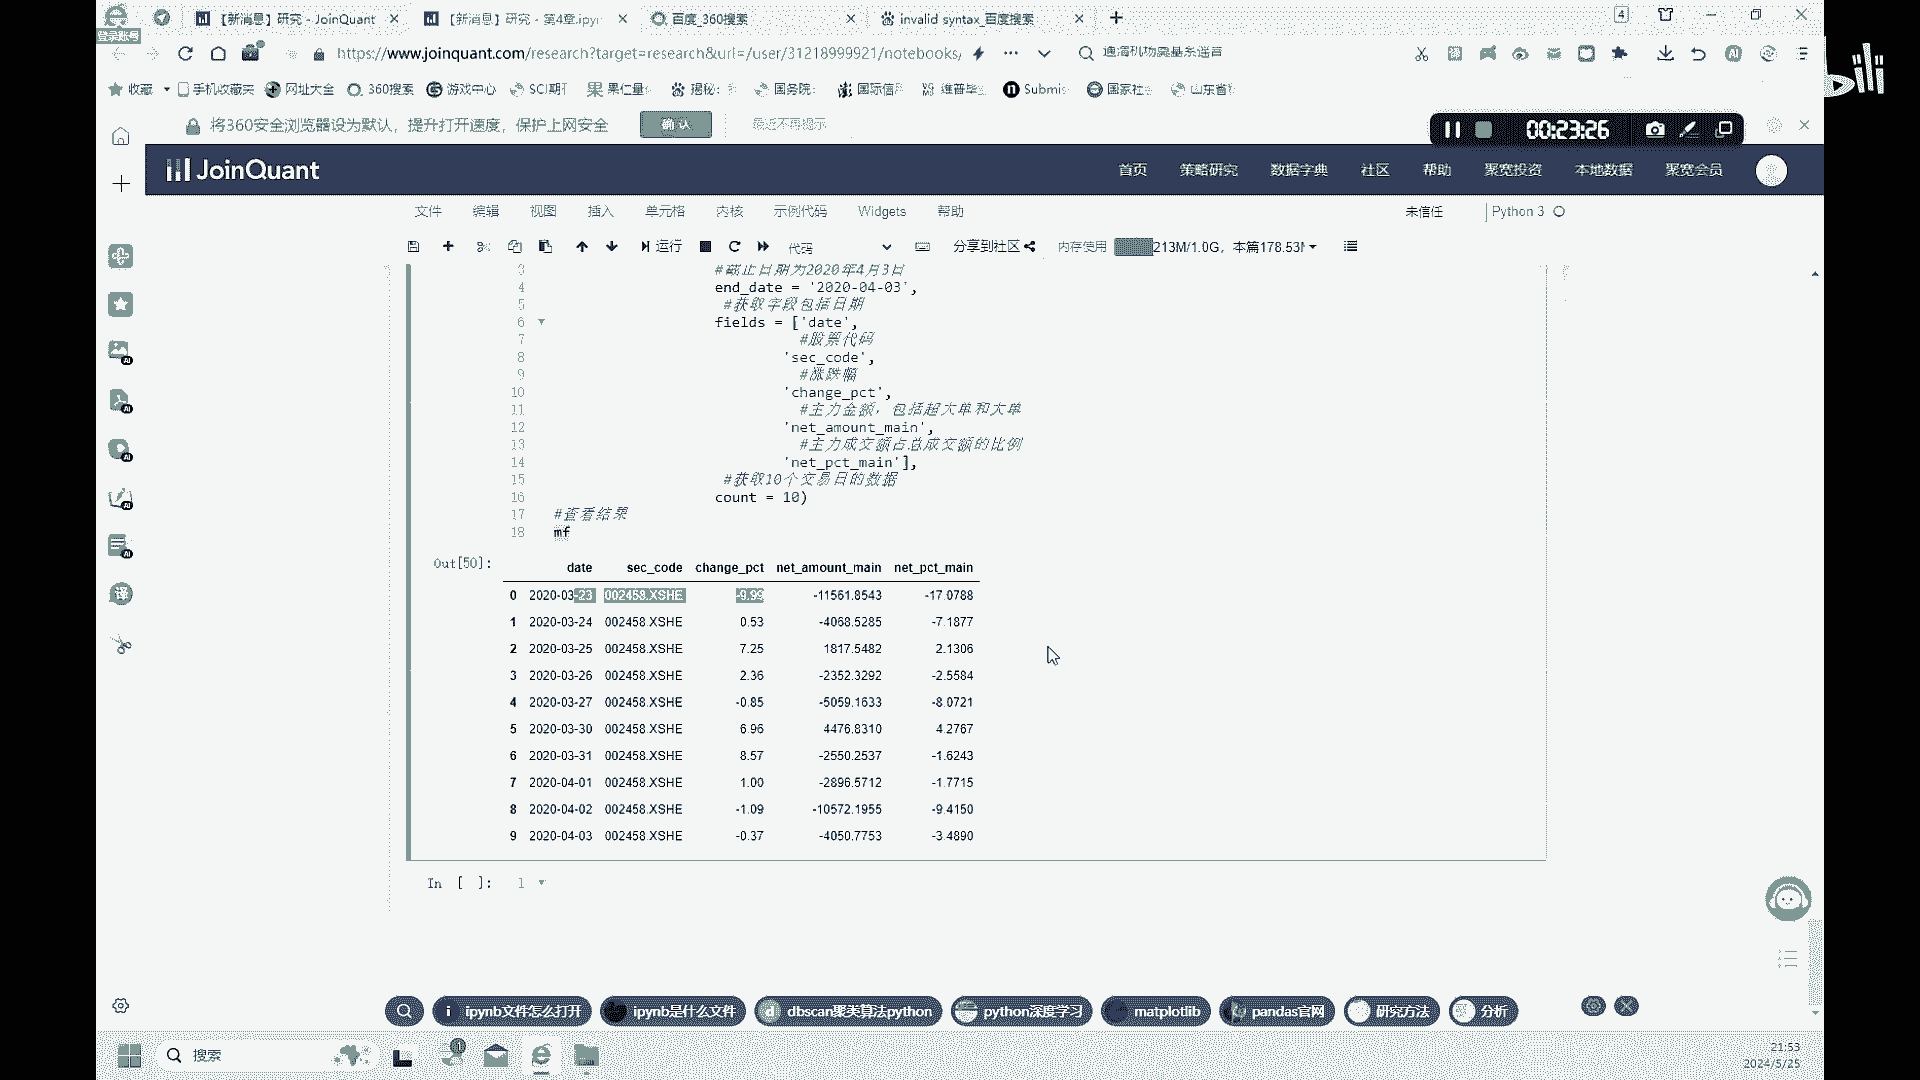 【新消息】研究 - JoinQuant
【新消息】研究 - 第4章.ipyn
百度_360搜索
invalid syntax_百度搜索
4
登录账号
https://www.joinquant.com/research?target=research&url=/user/31218999921/notebooks/
收藏
手机收藏夹
网址大全
360搜索
游戏中心
SCI期刊
果仁量
揭秘:
国务院
国际信用
维普毕业
Submis
国家社
山东省
将360安全浏览器设为默认，提升打开速度，保护上网安全
确认
最近不再提示
00:23:26
bili
JoinQuant
首页
策略研究
数据字典
社区
帮助
聚宽投资
本地数据
聚宽会员
文件
编辑
视图
插入
单元格
内核
示例代码
Widgets
帮助
未信任
Python 3
运行
代码
分享到社区
内存使用
213M/1.0G，本篇178.53M
3 #截止日期为2020年4月3日
4 end_date = '2020-04-03',
5 #获取字段包括日期
6 fields = ['date',
7 #股票代码
8 'sec_code',
9 #涨跌幅
10 'change_pct',
11 #主力金额，包括超大单和大单
12 'net_amount_main',
13 #主力成交额占总成交额的比例
14 'net_pct_main'],
15 #获取10个交易日的数据
16 count = 10)
17 #查看结果
18 mf
Out[50]:
date sec_code change_pct net_amount_main net_pct_main
0 2020-03-23 002458.XSHE -9.99 -11561.8543 -17.0788
1 2020-03-24 002458.XSHE 0.53 -4068.5285 -7.1877
2 2020-03-25 002458.XSHE 7.25 1817.5482 2.1306
3 2020-03-26 002458.XSHE 2.36 -2352.3292 -2.5584
4 2020-03-27 002458.XSHE -0.85 -5059.1633 -8.0721
5 2020-03-30 002458.XSHE 6.96 4476.8310 4.2767
6 2020-03-31 002458.XSHE 8.57 -2550.2537 -1.6243
7 2020-04-01 002458.XSHE 1.00 -2896.5712 -1.7715
8 2020-04-02 002458.XSHE -1.09 -10572.1955 -9.4150
9 2020-04-03 002458.XSHE -0.37 -4050.7753 -3.4890
In [ ]: 1
ipynb文件怎么打开
ipynb是什么文件
dbscan聚类算法python
python深度学习
matplotlib
pandas官网
研究方法
分析
搜索
1
21:53
2024/5/25